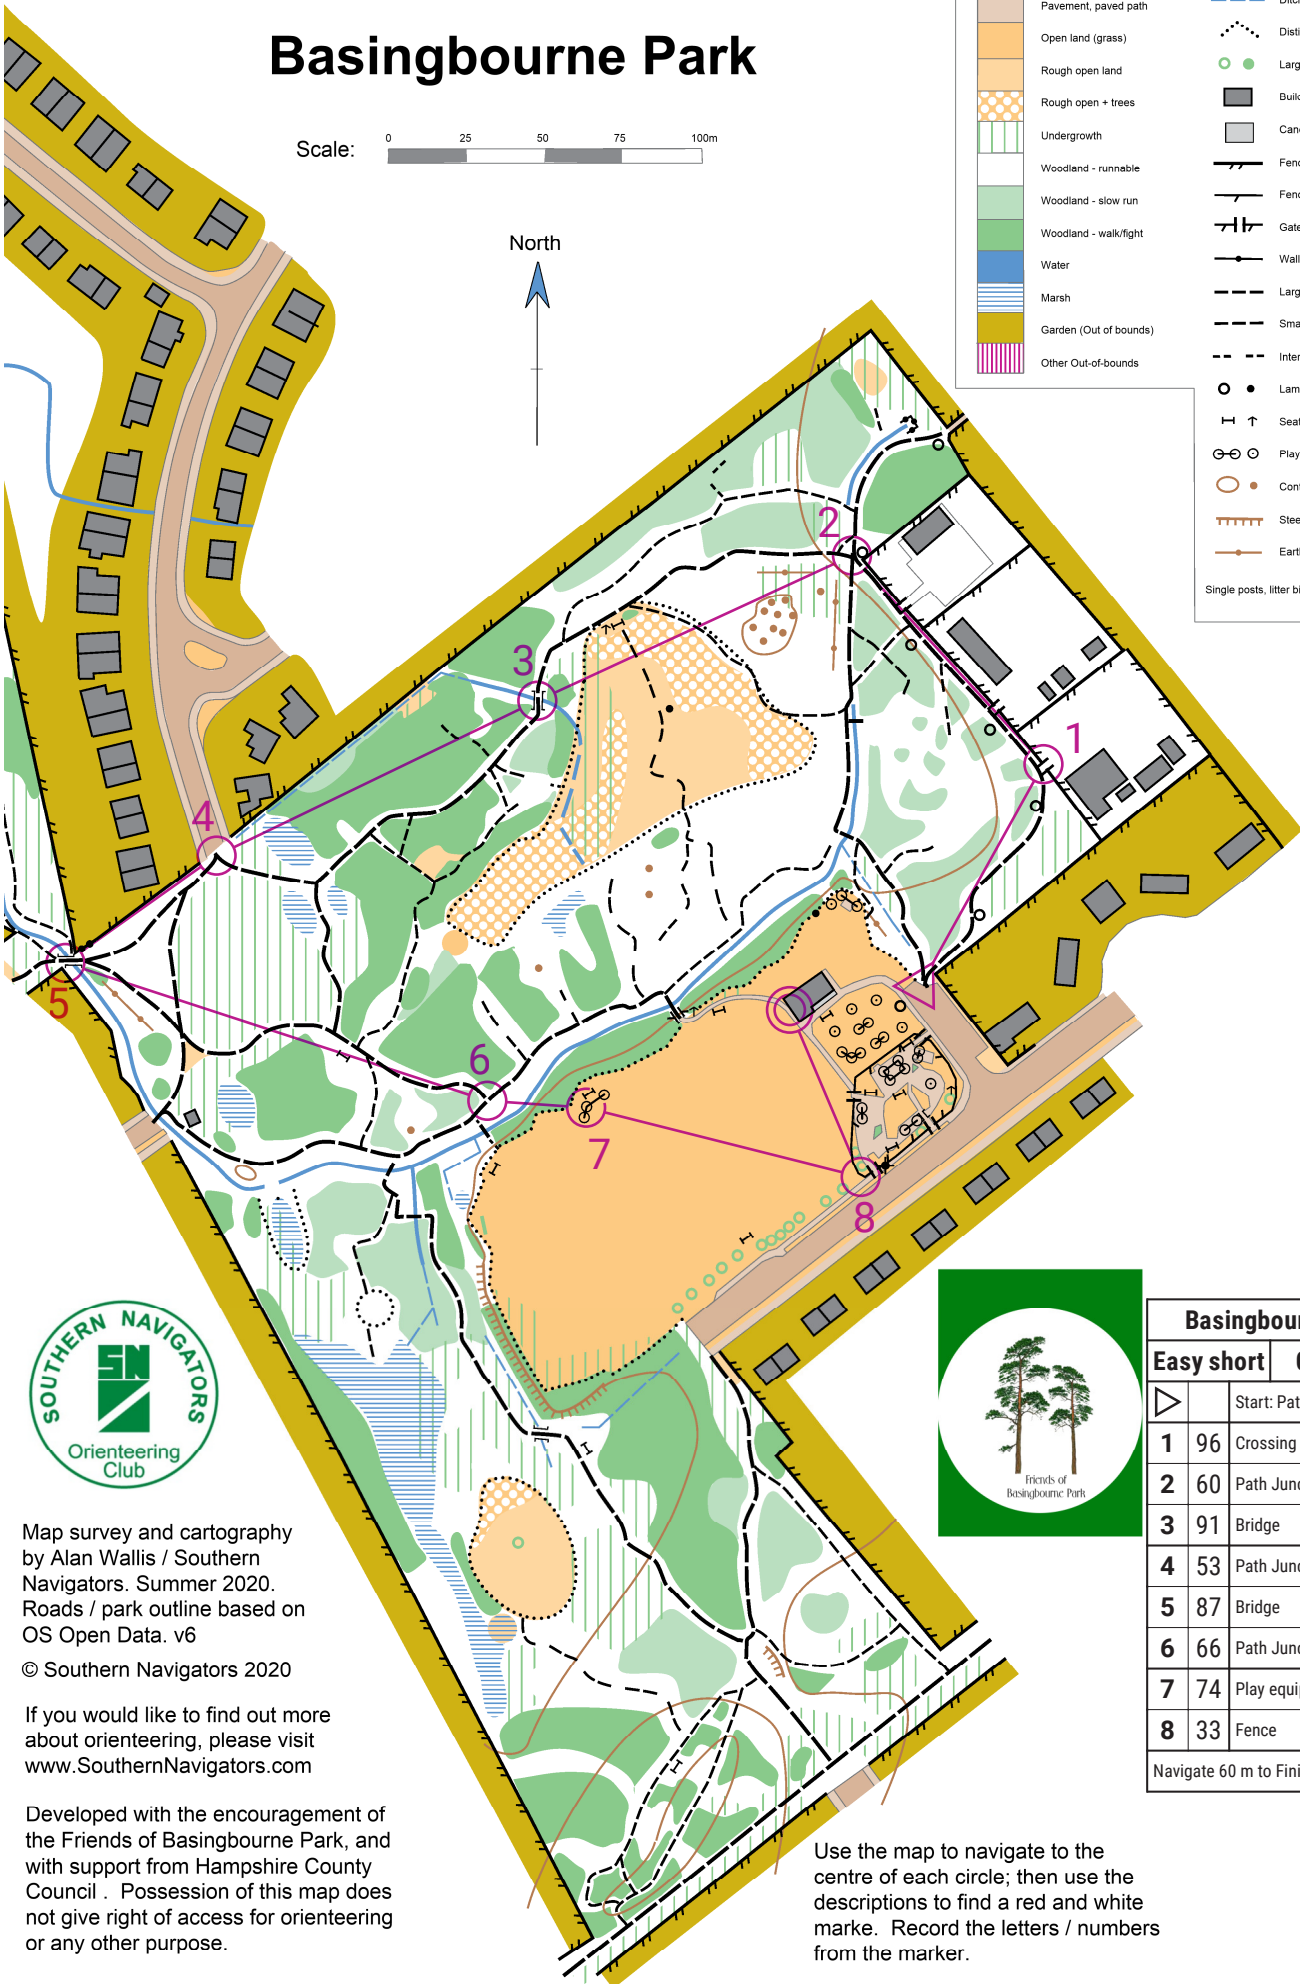 Basingbourne Park
Scale:
0 25 50 75 100m
North
Pavement, paved path
Open land (grass)
Rough open land
Rough open + trees
Undergrowth
Woodland - runnable
Woodland - slow run
Woodland - walk/fight
Water
Marsh
Garden (Out of bounds)
Other Out-of-bounds
Gate
Wall
Single posts, litter bi
1
2
3
4
5
6
7
8
SOUTHERN NAVIGATORS
SN
Orienteering
Club
Map survey and cartography
by Alan Wallis / Southern
Navigators. Summer 2020.
Roads / park outline based on
OS Open Data. v6
© Southern Navigators 2020
If you would like to find out more
about orienteering, please visit
www.SouthernNavigators.com
Developed with the encouragement of
the Friends of Basingbourne Park, and
with support from Hampshire County
Council . Possession of this map does
not give right of access for orienteering
or any other purpose.
Friends of
Basingbourne Park
Basingbour
Easy short
Start: Pat
1 96 Crossing
2 60 Path Junc
3 91 Bridge
4 53 Path Junc
5 87 Bridge
6 66 Path Junc
7 74 Play equi
8 33 Fence
Navigate 60 m to Fini
Use the map to navigate to the
centre of each circle; then use the
descriptions to find a red and white
marke. Record the letters / numbers
from the marker.